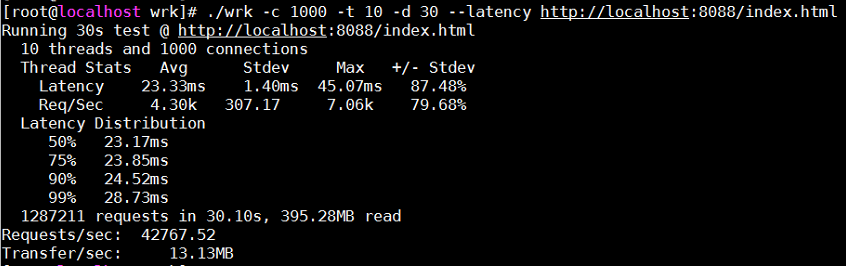 [root@localhost wrk]# ./wrk -c 1000 -t 10 -d 30 --latency http://localhost:8088/index.html
Running 30s test @ http://localhost:8088/index.html
  10 threads and 1000 connections
  Thread Stats   Avg      Stdev     Max   +/- Stdev
    Latency    23.33ms    1.40ms  45.07ms   87.48%
    Req/Sec     4.30k   307.17     7.06k    79.68%
  Latency Distribution
     50%   23.17ms
     75%   23.85ms
     90%   24.52ms
     99%   28.73ms
  1287211 requests in 30.10s, 395.28MB read
Requests/sec:  42767.52
Transfer/sec:     13.13MB